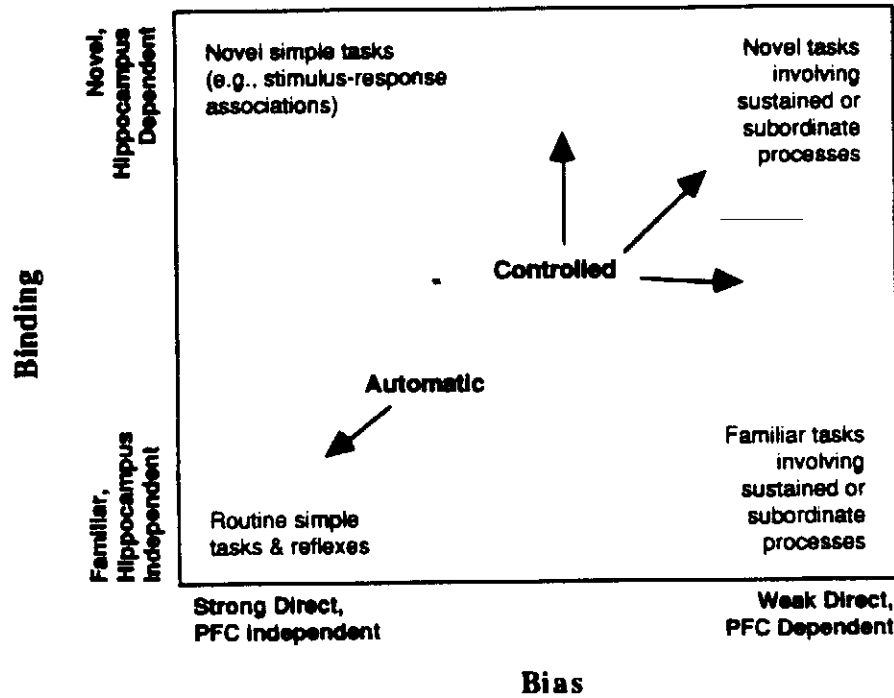 Novel,
Hippocampus
Dependent
Novel simple tasks
(e.g., stimulus-response
associations)
Novel tasks
involving
sustained or
subordinate
processes
Binding
Controlled
Automatic
Familiar,
Hippocampus
Independent
Routine simple
tasks & reflexes
Familiar tasks
involving
sustained or
subordinate
processes
Strong Direct,
PFC independent
Weak Direct,
PFC Dependent
Bias